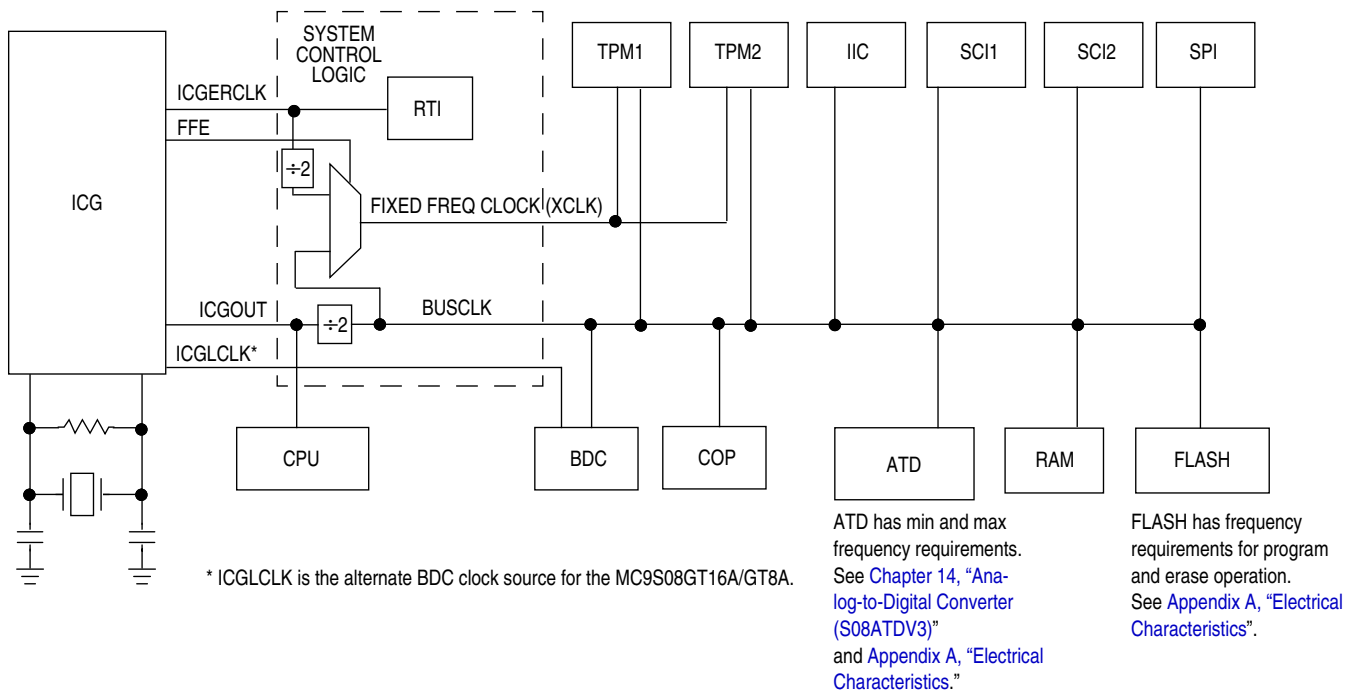 SYSTEM
CONTROL
LOGIC
TPM1
TPM2
IIC
SCI1
SCI2
SPI
ICGERCLK
RTI
FFE
÷2
ICG
FIXED FREQ CLOCK (XCLK)
ICGOUT
÷2
BUSCLK
ICGLCLK*
CPU
BDC
COP
ATD
RAM
FLASH
ATD has min and max
frequency requirements.
See Chapter 14, “Ana-
log-to-Digital Converter
(S08ATDV3)”
and Appendix A, “Electrical
Characteristics.”
FLASH has frequency
requirements for program
and erase operation.
See Appendix A, “Electrical
Characteristics”.
* ICGLCLK is the alternate BDC clock source for the MC9S08GT16A/GT8A.